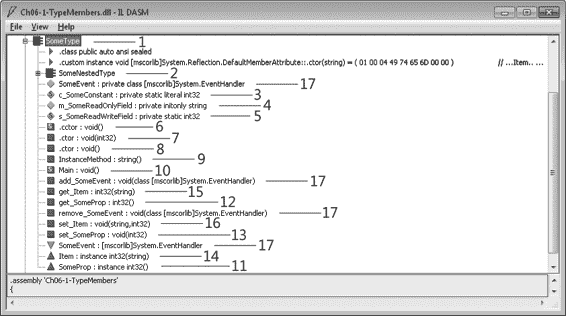 Ch06-1-TypeMembers.dll - IL DASM
File View Help
SomeType 1
.class public auto ansi sealed
.custom instance void [mscorlib]System.Reflection.DefaultMemberAttribute::.ctor(string) = ( 01 00 04 49 74 65 6D 00 00 ) // ...Item..
SomeNestedType 2
SomeEvent : private class [mscorlib]System.EventHandler 17
c_SomeConstant : private static literal int32 3
m_SomeReadOnlyField : private initonly string 4
s_SomeReadWriteField : private static int32 5
.cctor : void() 6
.ctor : void(int32) 7
.ctor : void() 8
InstanceMethod : string() 9
Main : void() 10
add_SomeEvent : void(class [mscorlib]System.EventHandler) 17
get_Item : int32(string) 15
get_SomeProp : int32() 12
remove_SomeEvent : void(class [mscorlib]System.EventHandler) 17
set_Item : void(string,int32) 16
set_SomeProp : void(int32) 13
SomeEvent : [mscorlib]System.EventHandler 17
Item : instance int32(string) 14
SomeProp : instance int32() 11
.assembly 'Ch06-1-TypeMembers'
{